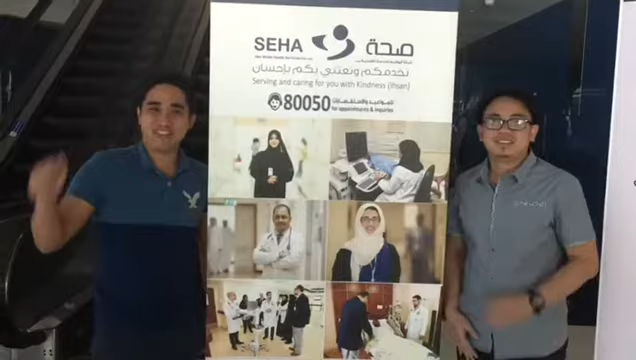 SEHA صحة
نخدمكم ونعتني بكم بإحسان
Serving and caring for you with Kindness (Ihsan)
80050
for appointments & inquiries